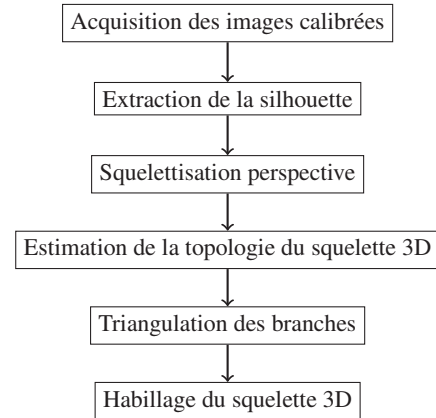 Acquisition des images calibrées
Extraction de la silhouette
Squelettisation perspective
Estimation de la topologie du squelette 3D
Triangulation des branches
Habillage du squelette 3D